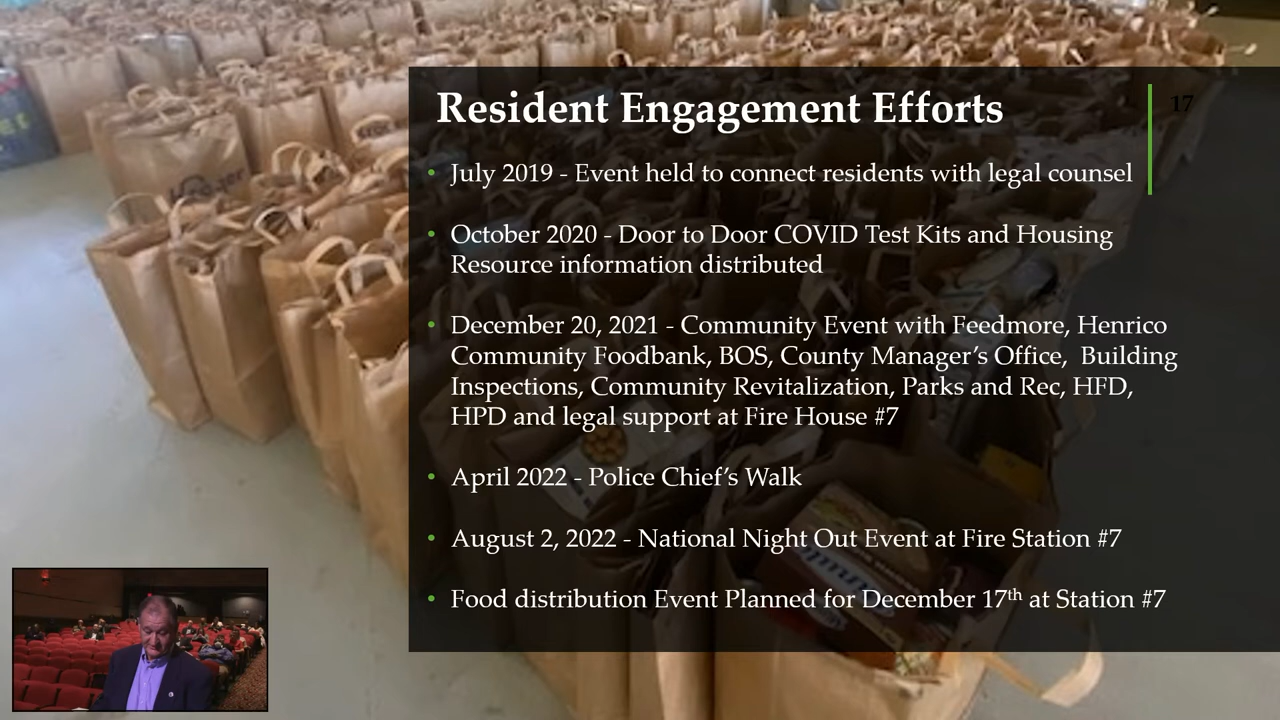 Resident Engagement Efforts
17
• July 2019 - Event held to connect residents with legal counsel
• October 2020 - Door to Door COVID Test Kits and Housing
Resource information distributed
• December 20, 2021 - Community Event with Feedmore, Henrico
Community Foodbank, BOS, County Manager's Office, Building
Inspections, Community Revitalization, Parks and Rec, HFD,
HPD and legal support at Fire House #7
• April 2022 - Police Chief's Walk
• August 2, 2022 - National Night Out Event at Fire Station #7
• Food distribution Event Planned for December 17th at Station #7